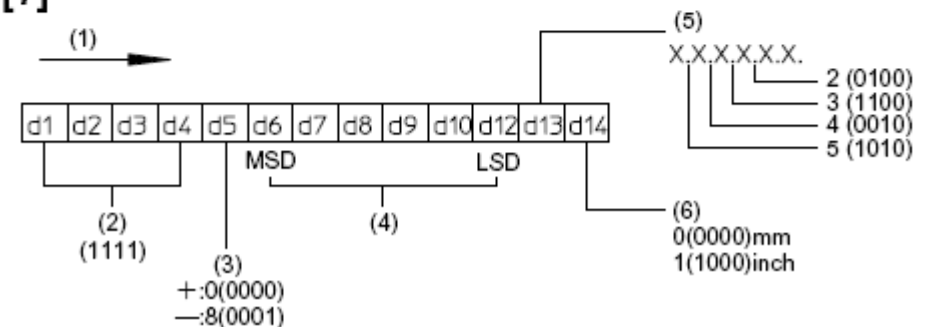 [7]
(1)
(5)
X.X.X.X.X.X.
2 (0100)
3 (1100)
4 (0010)
5 (1010)
d1 d2 d3 d4 d5 d6 d7 d8 d9 d10 d12 d13 d14
MSD LSD
(2)
(1111)
(3)
+:0(0000)
—:8(0001)
(4)
(6)
0(0000)mm
1(1000)inch